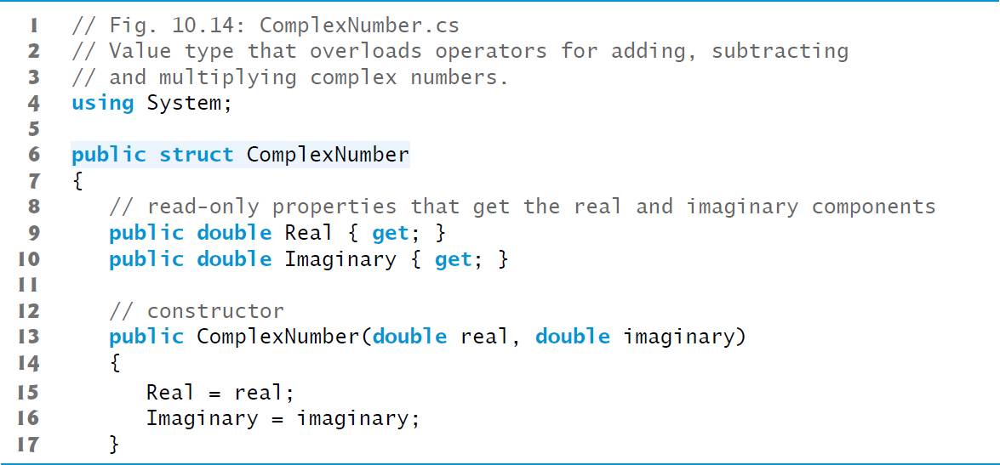 1 // Fig. 10.14: ComplexNumber.cs
2 // Value type that overloads operators for adding, subtracting
3 // and multiplying complex numbers.
4 using System;
5
6 public struct ComplexNumber
7 {
8 // read-only properties that get the real and imaginary components
9 public double Real { get; }
10 public double Imaginary { get; }
11
12 // constructor
13 public ComplexNumber(double real, double imaginary)
14 {
15 Real = real;
16 Imaginary = imaginary;
17 }